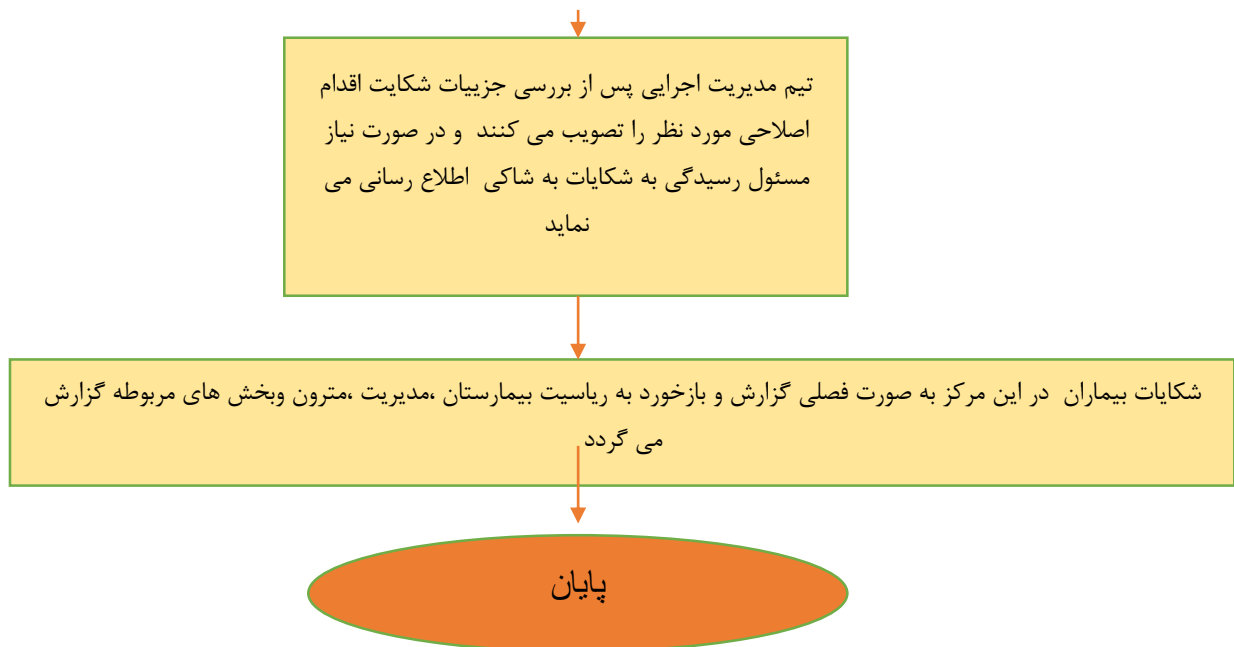 تیم مدیریت اجرایی پس از بررسی جزییات شکایت اقدام
اصلاحی مورد نظر را تصویب می کنند و در صورت نیاز
مسئول رسیدگی به شکایات به شاکی اطلاع رسانی می
نماید
شکایات بیماران در این مرکز به صورت فصلی گزارش و بازخورد به ریاسیت بیمارستان ،مدیریت ،مترون وبخش های مربوطه گزارش
می گردد
پایان